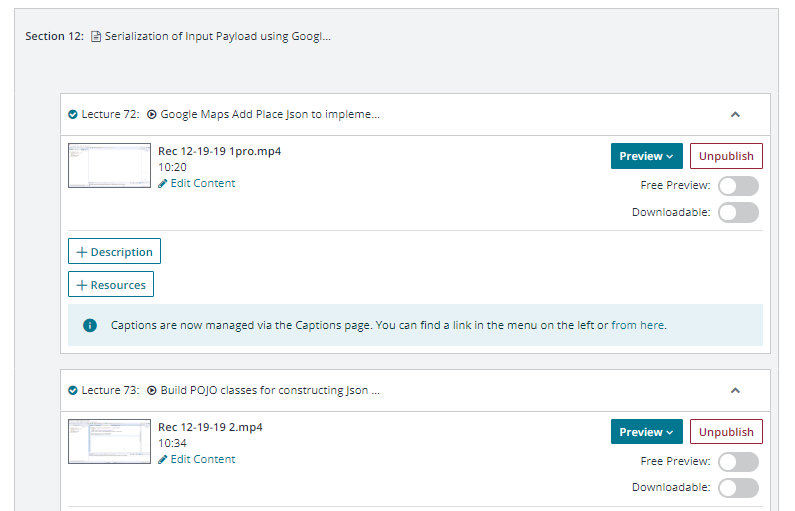 Section 12: Serialization of Input Payload using Googl...
Lecture 72: Google Maps Add Place Json to impleme...
Rec 12-19-19 1pro.mp4
10:20
Edit Content
Preview Unpublish
Free Preview:
Downloadable:
+ Description
+ Resources
Captions are now managed via the Captions page. You can find a link in the menu on the left or from here.
Lecture 73: Build POJO classes for constructing Json ...
Rec 12-19-19 2.mp4
10:34
Edit Content
Preview Unpublish
Free Preview:
Downloadable: